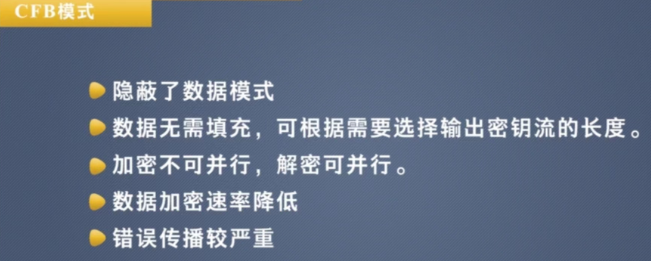 CFB模式
隐蔽了数据模式
数据无需填充，可根据需要选择输出密钥流的长度。
加密不可并行，解密可并行。
数据加密速率降低
错误传播较严重